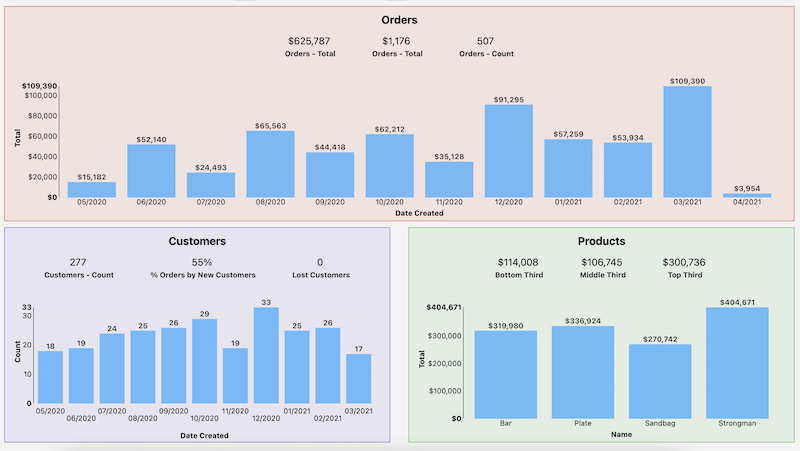 Orders
$625,787 $1,176 507
Orders - Total Orders - Total Orders - Count
$109,390
$100,000
$80,000
$60,000
$40,000
$20,000
$0
Total
$15,182 $52,140 $24,493 $65,563 $44,418 $62,212 $35,128 $91,295 $57,259 $53,934 $109,390 $3,954
05/2020 06/2020 07/2020 08/2020 09/2020 10/2020 11/2020 12/2020 01/2021 02/2021 03/2021 04/2021
Date Created
Customers
277 55% 0
Customers - Count % Orders by New Customers Lost Customers
33
30
20
10
0
Count
18 19 24 25 26 29 19 33 25 26 17
05/2020 06/2020 07/2020 08/2020 09/2020 10/2020 11/2020 12/2020 01/2021 02/2021 03/2021
Date Created
Products
$114,008 $106,745 $300,736
Bottom Third Middle Third Top Third
$404,671
$300,000
$200,000
$100,000
$0
Total
$319,980 $336,924 $270,742 $404,671
Bar Plate Sandbag Strongman
Name